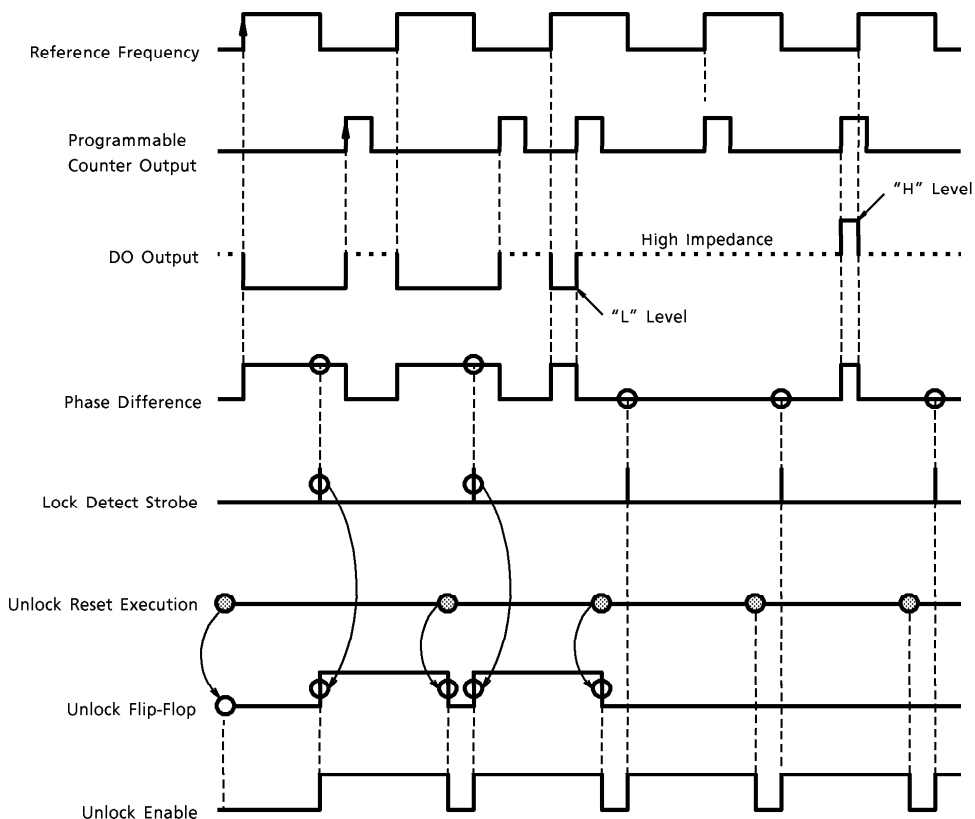 Reference Frequency
Programmable
Counter Output
"H" Level
High Impedance
DO Output
"L" Level
Phase Difference
Lock Detect Strobe
Unlock Reset Execution
Unlock Flip-Flop
Unlock Enable